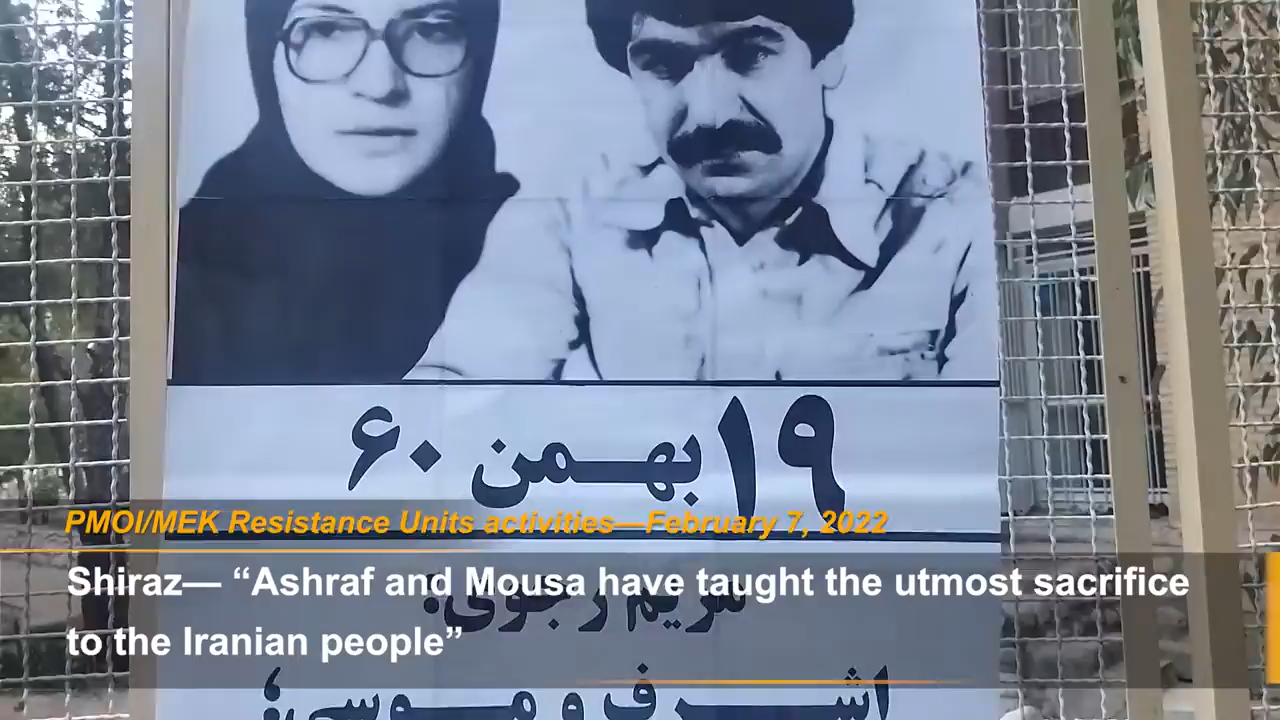 ۱۹ بهمن ۶۰
PMOI/MEK Resistance Units activities—February 7, 2022
مریم رجوی:
Shiraz— “Ashraf and Mousa have taught the utmost sacrifice
to the Iranian people”
اشرف و موسی؛